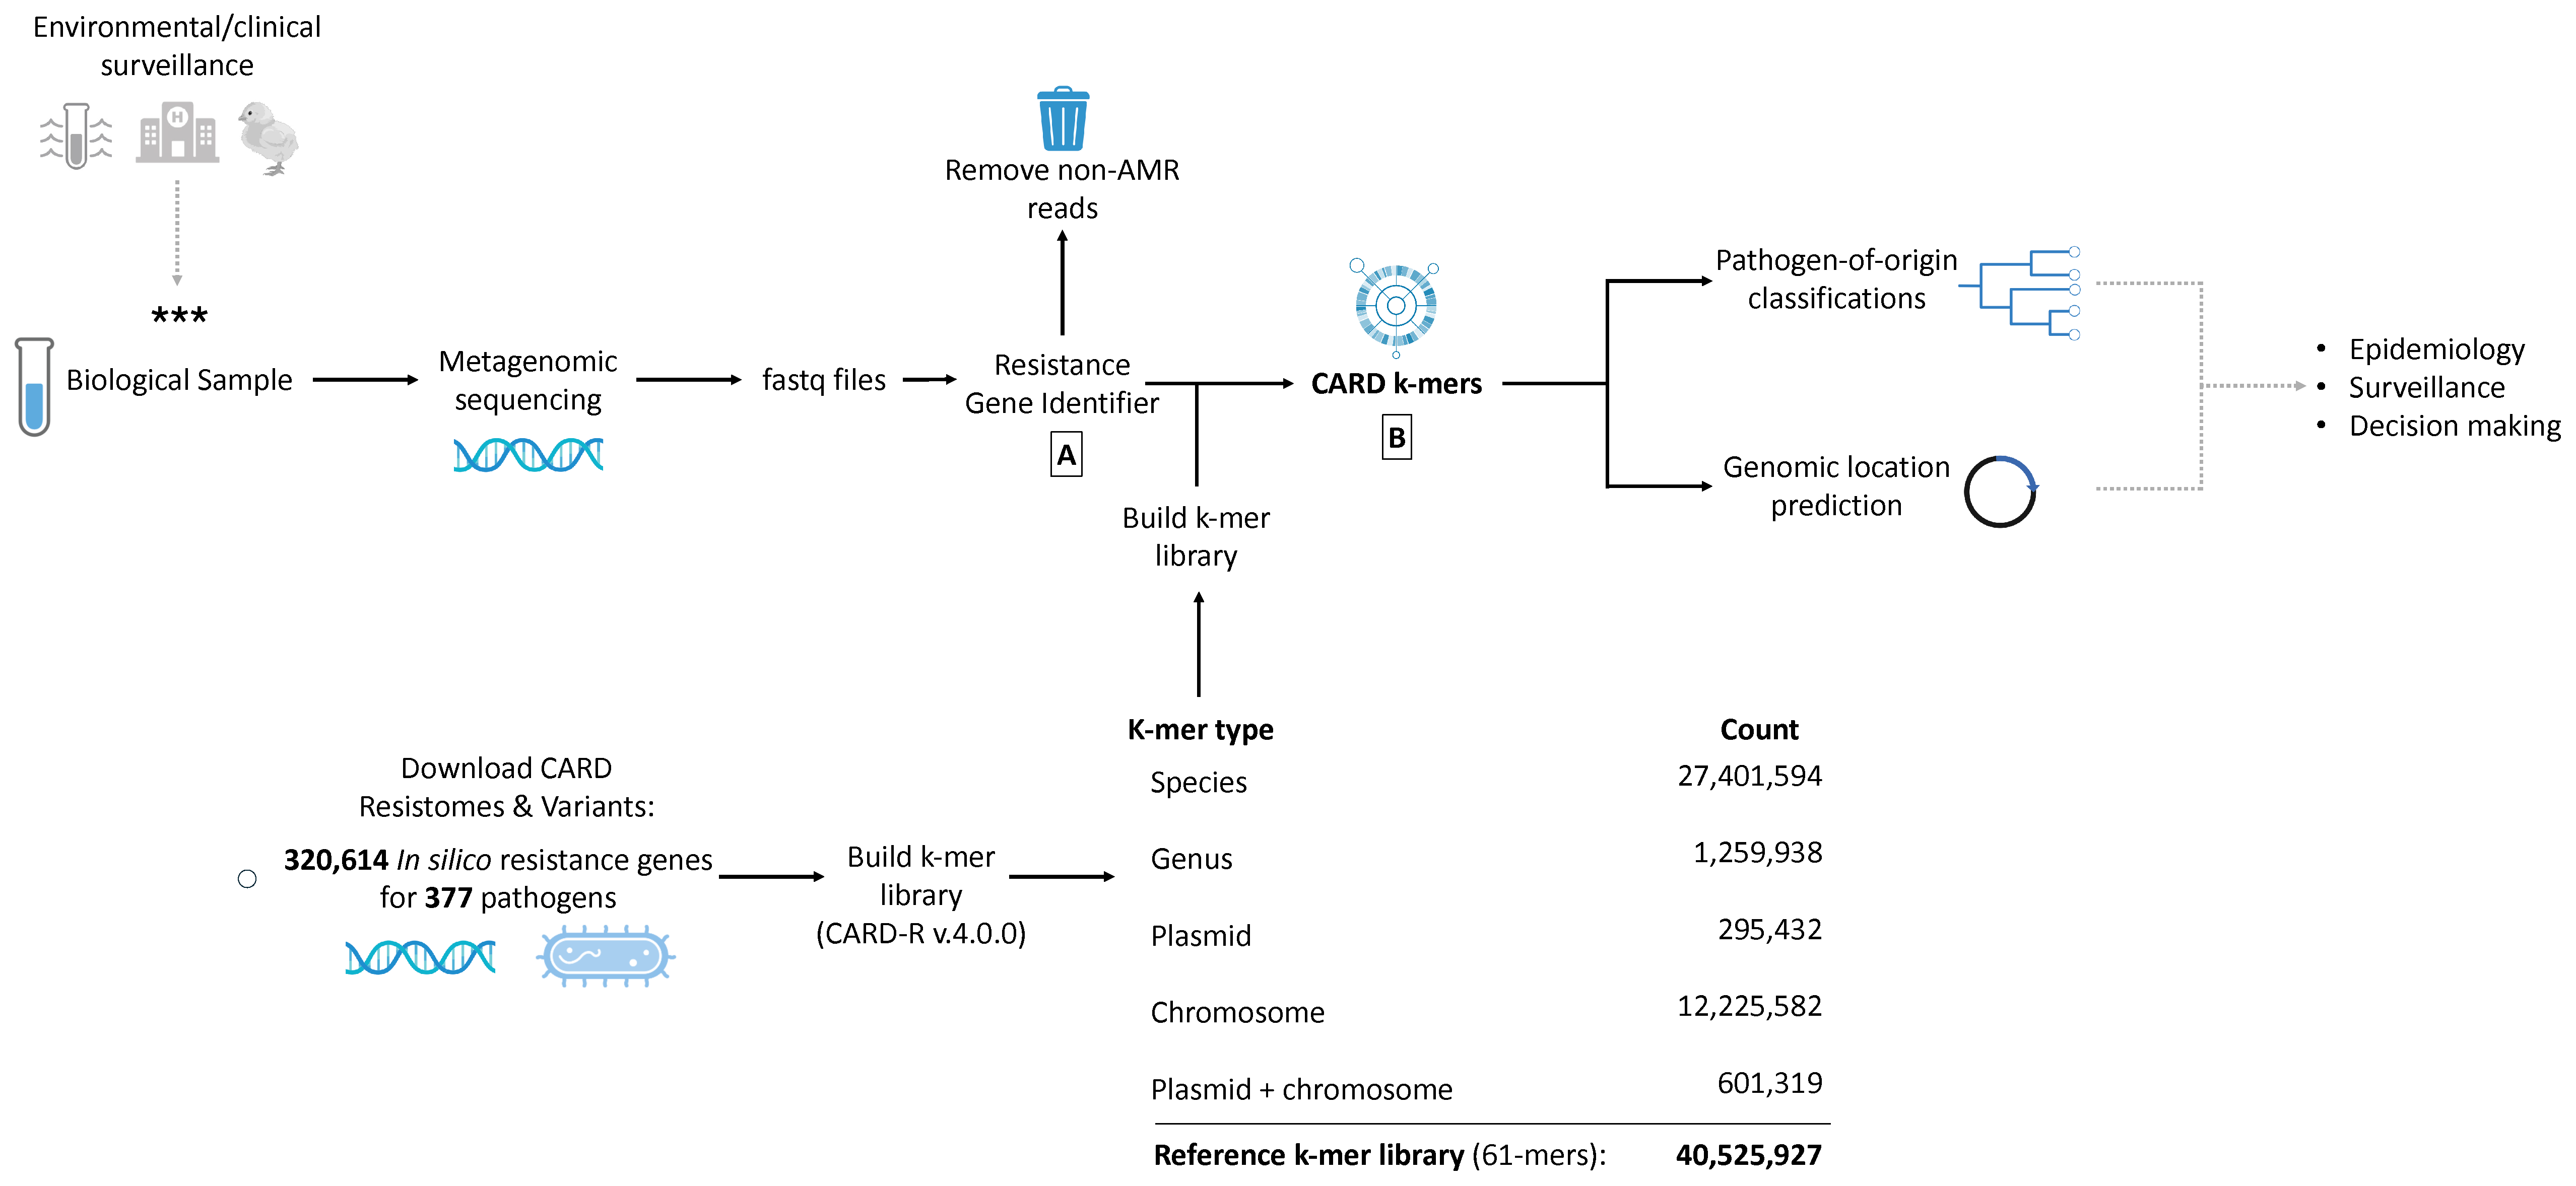 Environmental/clinical
surveillance
H
***
Biological Sample
Metagenomic
sequencing
fastq files
Remove non-AMR
reads
Resistance
Gene Identifier
A
CARD k-mers
B
Build k-mer
library
Pathogen-of-origin
classifications
Genomic location
prediction
• Epidemiology
• Surveillance
• Decision making
Download CARD
Resistomes & Variants:
320,614 In silico resistance genes
for 377 pathogens
Build k-mer
library
(CARD-R v.4.0.0)
K-mer type Count
Species 27,401,594
Genus 1,259,938
Plasmid 295,432
Chromosome 12,225,582
Plasmid + chromosome 601,319
Reference k-mer library (61-mers): 40,525,927